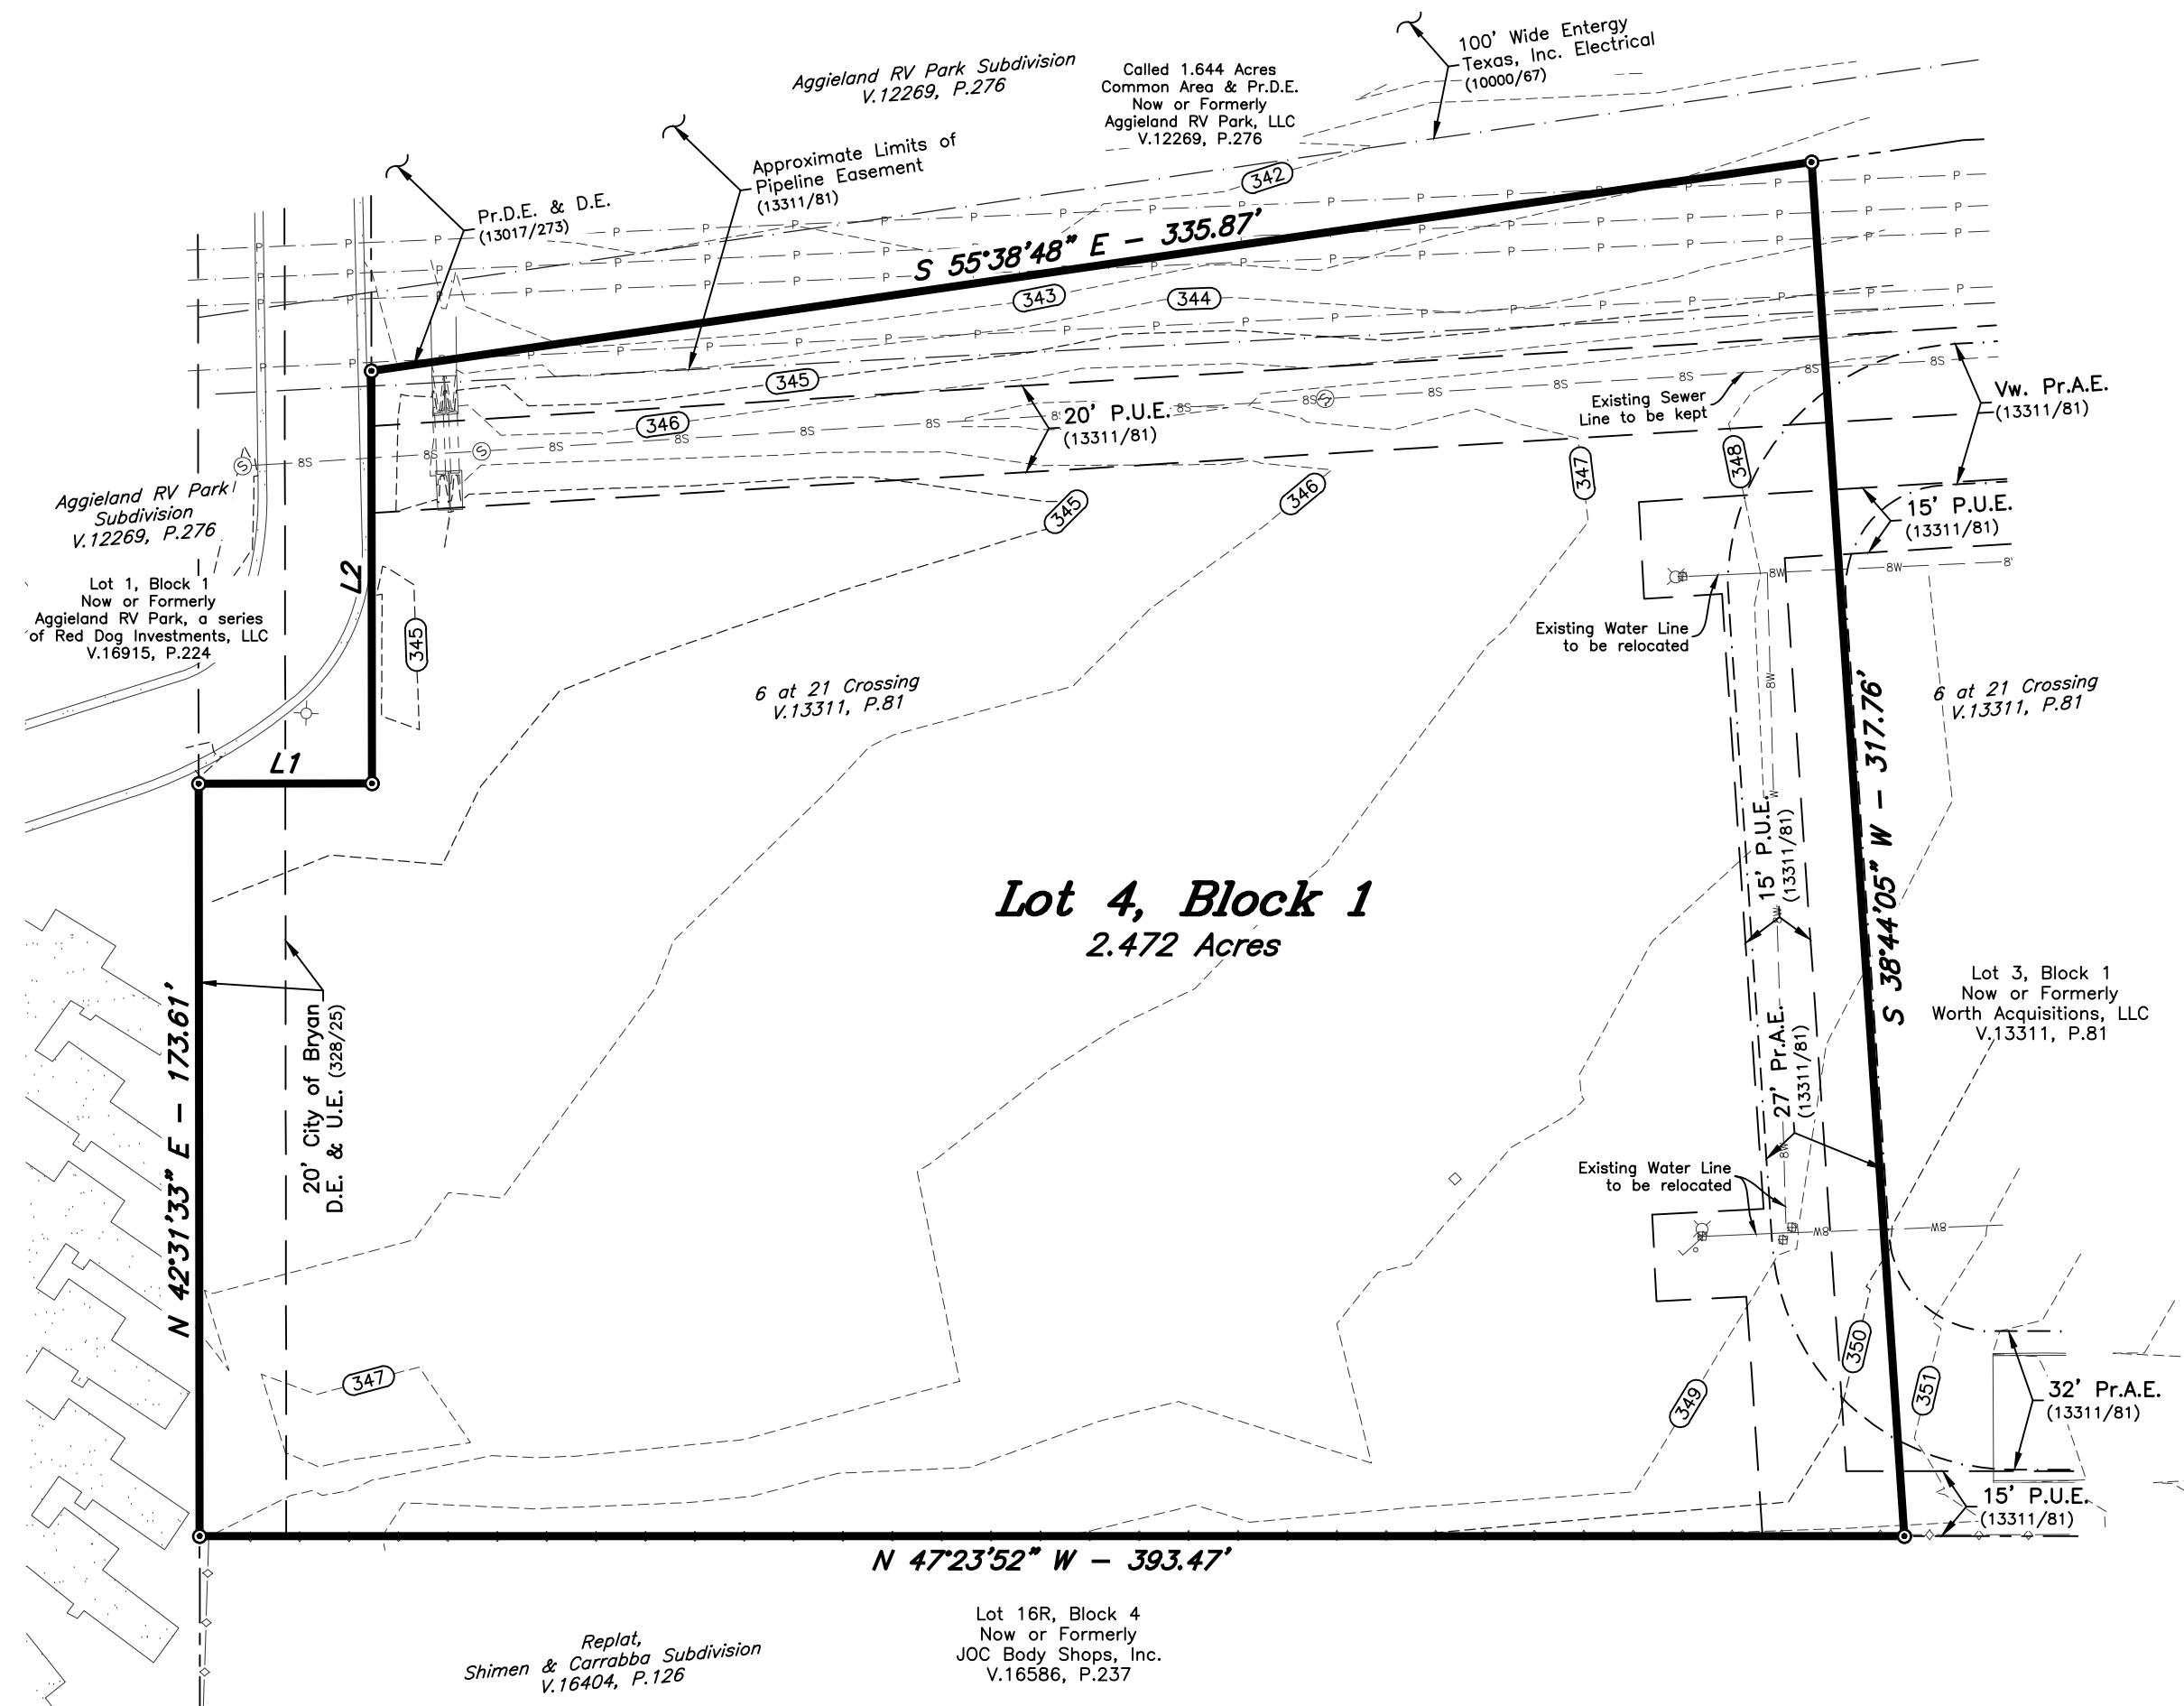 100' Wide Entergy
Texas, Inc. Electrical
(10000/67)
Aggieland RV Park Subdivision
V.12269, P.276
Called 1.644 Acres
Common Area & Pr.D.E.
Now or Formerly
Aggieland RV Park, LLC
V.12269, P.276
Approximate Limits of
Pipeline Easement
(13311/81)
Pr.D.E. & D.E.
(13017/273)
342
S 55°38'48" E - 335.87'
343
344
345
346
20' P.U.E.
(13311/81)
Existing Sewer
Line to be kept
Vw. Pr.A.E.
(13311/81)
348
347
346
345
15' P.U.E.
(13311/81)
Aggieland RV Park
Subdivision
V.12269, P.276
Lot 1, Block 1
Now or Formerly
Aggieland RV Park, a series
of Red Dog Investments, LLC
V.16915, P.224
L2
345
L1
Existing Water Line
to be relocated
6 at 21 Crossing
V.13311, P.81
6 at 21 Crossing
V.13311, P.81
S 38°44'05" W - 317.76'
15' P.U.E.
(13311/81)
Lot 4, Block 1
2.472 Acres
Lot 3, Block 1
Now or Formerly
Worth Acquisitions, LLC
V.13311, P.81
N 42°31'33" E - 173.61'
20' City of Bryan
D.E. & U.E. (328/25)
27' Pr.A.E.
(13311/81)
Existing Water Line
to be relocated
347
349
350
351
32' Pr.A.E.
(13311/81)
15' P.U.E.
(13311/81)
N 47°23'52" W - 393.47'
Lot 16R, Block 4
Now or Formerly
JOC Body Shops, Inc.
V.16586, P.237
Replat,
Shimen & Carrabba Subdivision
V.16404, P.126
P
8S
8W
S